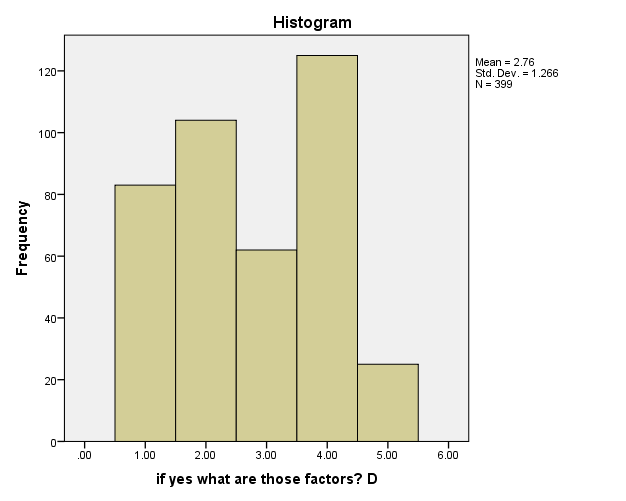 Histogram
Mean = 2.76
Std. Dev. = 1.266
N = 399
120
100
80
60
40
20
0
Frequency
.00 1.00 2.00 3.00 4.00 5.00 6.00
if yes what are those factors? D